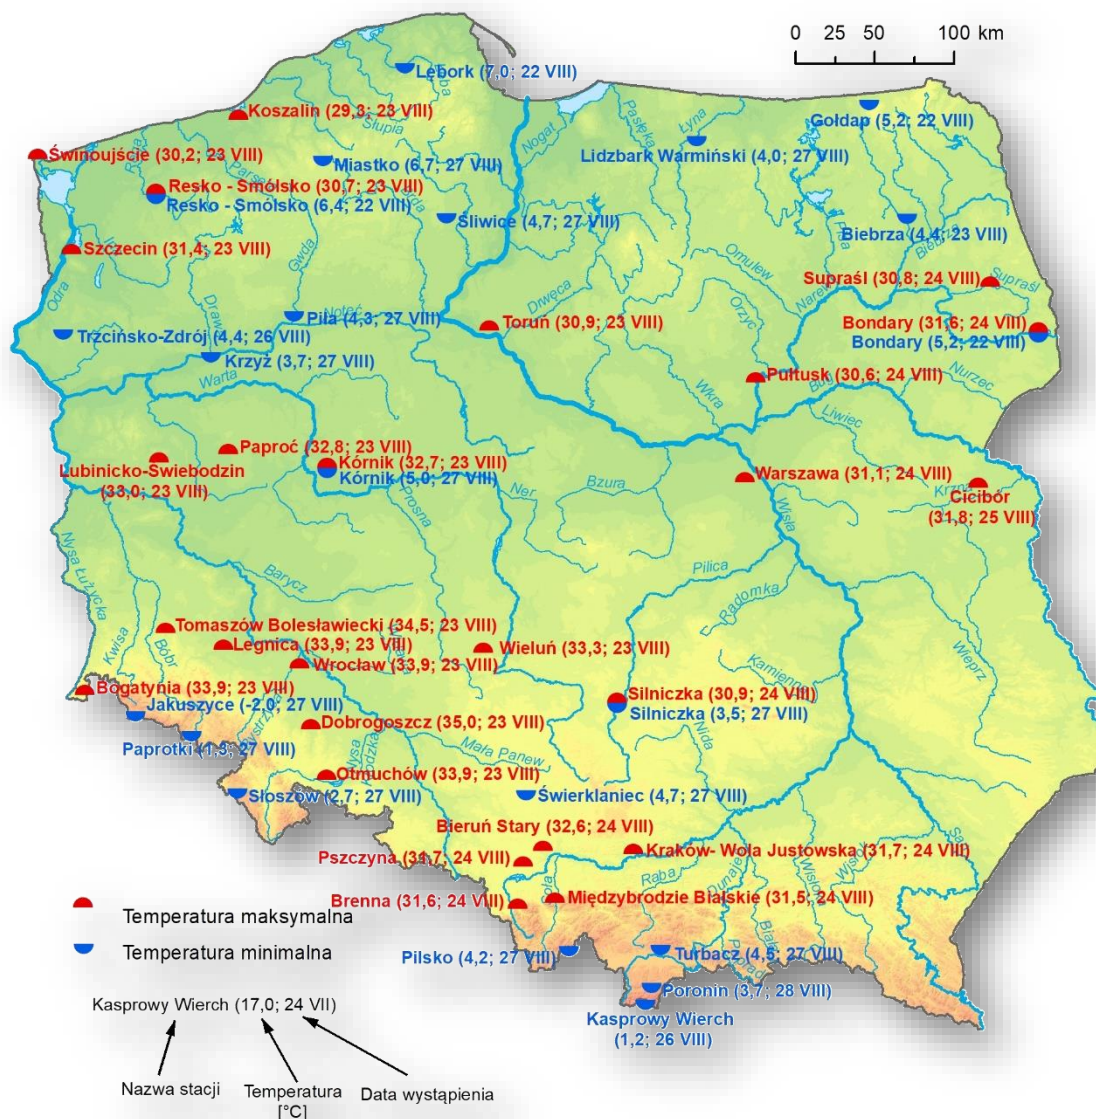 0 25 50 100 km
Lębork (7,0; 22 VIII)
Łeba
Koszalin (29,3; 23 VIII)
Słupia
Gołdap (5,2; 22 VIII)
Pasłęka
Łyna
Nogat
Lidzbark Warmiński (4,0; 27 VIII)
Świnoujście (30,2; 23 VIII)
Rega
Miastko (6,7; 27 VIII)
Parsęta
Resko - Smólsko (30,7; 23 VIII)
Resko - Smólsko (6,4; 22 VIII)
Brda
Śliwice (4,7; 27 VIII)
Biebrza (4,4; 23 VIII)
Pisa
Biebrza
Szczecin (31,4; 23 VIII)
Ina
Gwda
Omulew
Supraśl (30,8; 24 VIII)
Supraśl
Odra
Drawa
Noteć
Drwęca
Orzyc
Narew
Trzcińsko-Zdrój (4,4; 26 VIII)
Piła (4,3; 27 VIII)
Toruń (30,9; 23 VIII)
Bondary (31,6; 24 VIII)
Bondary (5,2; 22 VIII)
Krzyż (3,7; 27 VIII)
Warta
Wkra
Pułtusk (30,6; 24 VIII)
Bug
Nurzec
Liwiec
Paproć (32,8; 23 VIII)
Lubinicko-Świebodzin
(33,0; 23 VIII)
Kórnik (32,7; 23 VIII)
Kórnik (5,0; 27 VIII)
Ner
Bzura
Warszawa (31,1; 24 VIII)
Krzna
Cicibór
(31,8; 25 VIII)
Prosna
Wisła
Nysa Łużycka
Barycz
Pilica
Radomka
Kwisa
Bóbr
Tomaszów Bolesławiecki (34,5; 23 VIII)
Legnica (33,9; 23 VIII)
Wrocław (33,9; 23 VIII)
Widawa
Wieluń (33,3; 23 VIII)
Kamienna
Wieprz
Bogatynia (33,9; 23 VIII)
Jakuszyce (-2,0; 27 VIII)
Silniczka (30,9; 24 VIII)
Silniczka (3,5; 27 VIII)
Bystrzyca
Dobrogoszcz (35,0; 23 VIII)
Paprotki (1,3; 27 VIII)
Nysa
Kłodzka
Mała Panew
Nida
Otmuchów (33,9; 23 VIII)
Słoszów (2,7; 27 VIII)
Świerklaniec (4,7; 27 VIII)
Bieruń Stary (32,6; 24 VIII)
Pszczyna (31,7; 24 VIII)
Kraków- Wola Justowska (31,7; 24 VIII)
San
Soła
Raba
Dunajec
Wisłoka
Wisłok
Brenna (31,6; 24 VIII)
Międzybrodzie Bialskie (31,5; 24 VIII)
Temperatura maksymalna
Temperatura minimalna
Pilsko (4,2; 27 VIII)
Turbacz (4,5; 27 VIII)
Poprad
Biała
Poronin (3,7; 28 VIII)
Kasprowy Wierch
(1,2; 26 VIII)
Kasprowy Wierch (17,0; 24 VII)
Nazwa stacji
Temperatura
[°C]
Data wystąpienia